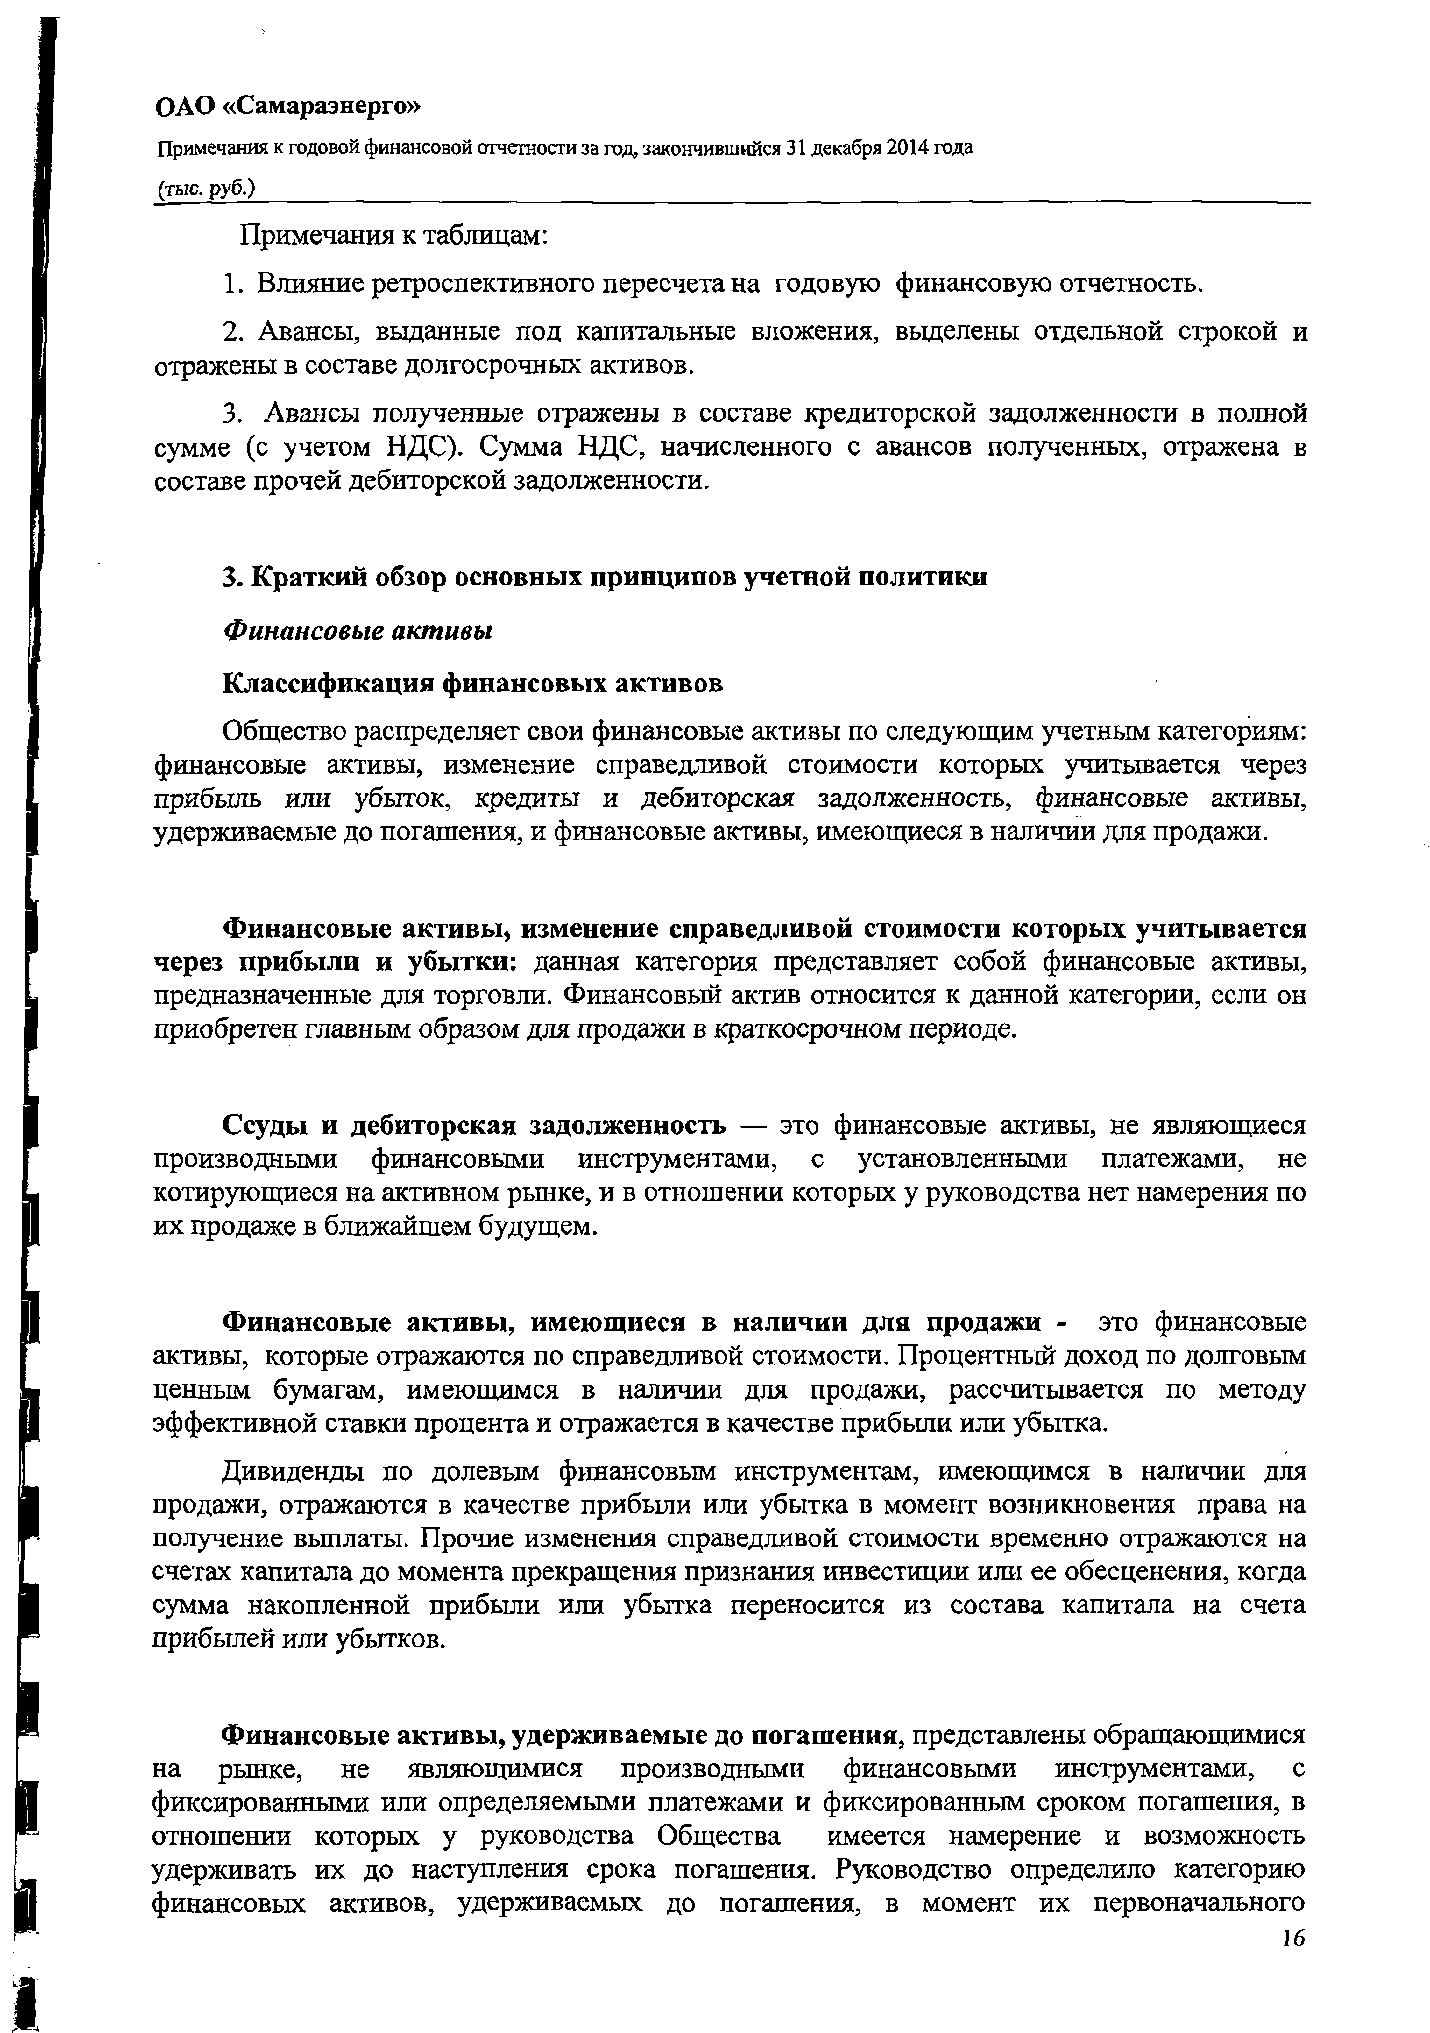 ОАО «Самараэнерго»
Примечания к годовой финансовой отчетности за год, закончившийся 31 декабря 2014 года
(тыс. руб.)
Примечания к таблицам:
1. Влияние ретроспективного пересчета на годовую финансовую отчетность.
2. Авансы, выданные под капитальные вложения, выделены отдельной строкой и
отражены в составе долгосрочных активов.
3. Авансы полученные отражены в составе кредиторской задолженности в полной
сумме (с учетом НДС). Сумма НДС, начисленного с авансов полученных, отражена в
составе прочей дебиторской задолженности.
3. Краткий обзор основных принципов учетной политики
Финансовые активы
Классификация финансовых активов
Общество распределяет свои финансовые активы по следующим учетным категориям:
финансовые активы, изменение справедливой стоимости которых учитывается через
прибыль или убыток, кредиты и дебиторская задолженность, финансовые активы,
удерживаемые до погашения, и финансовые активы, имеющиеся в наличии для продажи.
Финансовые активы, изменение справедливой стоимости которых учитывается
через прибыли и убытки: данная категория представляет собой финансовые активы,
предназначенные для торговли. Финансовый актив относится к данной категории, если он
приобретен главным образом для продажи в краткосрочном периоде.
Ссуды и дебиторская задолженность — это финансовые активы, не являющиеся
производными финансовыми инструментами, с установленными платежами, не
котирующиеся на активном рынке, и в отношении которых у руководства нет намерения по
их продаже в ближайшем будущем.
Финансовые активы, имеющиеся в наличии для продажи - это финансовые
активы, которые отражаются по справедливой стоимости. Процентный доход по долговым
ценным бумагам, имеющимся в наличии для продажи, рассчитывается по методу
эффективной ставки процента и отражается в качестве прибыли или убытка.
Дивиденды по долевым финансовым инструментам, имеющимся в наличии для
продажи, отражаются в качестве прибыли или убытка в момент возникновения права на
получение выплаты. Прочие изменения справедливой стоимости временно отражаются на
счетах капитала до момента прекращения признания инвестиции или ее обесценения, когда
сумма накопленной прибыли или убытка переносится из состава капитала на счета
прибылей или убытков.
Финансовые активы, удерживаемые до погашения, представлены обращающимися
на рынке, не являющимися производными финансовыми инструментами, с
фиксированными или определяемыми платежами и фиксированным сроком погашения, в
отношении которых у руководства Общества имеется намерение и возможность
удерживать их до наступления срока погашения. Руководство определило категорию
финансовых активов, удерживаемых до погашения, в момент их первоначального
16